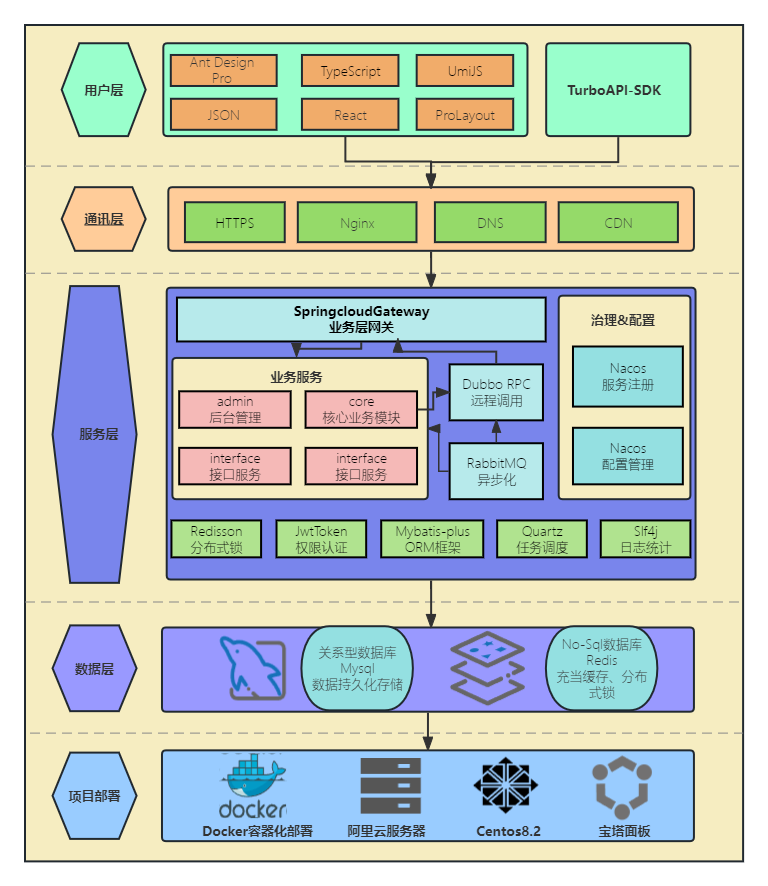 用户层
Ant Design
Pro
TypeScript
UmiJS
JSON
React
ProLayout
TurboAPI-SDK
通讯层
HTTPS
Nginx
DNS
CDN
服务层
SpringcloudGateway
业务层网关
业务服务
admin
后台管理
core
核心业务模块
interface
接口服务
interface
接口服务
Dubbo RPC
远程调用
RabbitMQ
异步化
治理&配置
Nacos
服务注册
Nacos
配置管理
Redisson
分布式锁
JwtToken
权限认证
Mybatis-plus
ORM框架
Quartz
任务调度
Slf4j
日志统计
数据层
关系型数据库
Mysql
数据持久化存储
No-Sql数据库
Redis
充当缓存、分布
式锁
项目部署
docker
Docker容器化部署
阿里云服务器
Centos8.2
宝塔面板